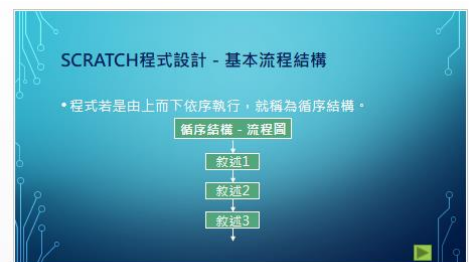 SCRATCH程式設計 - 基本流程結構
•程式若是由上而下依序執行，就稱為循序結構。
循序結構 - 流程圖
敘述1
敘述2
敘述3